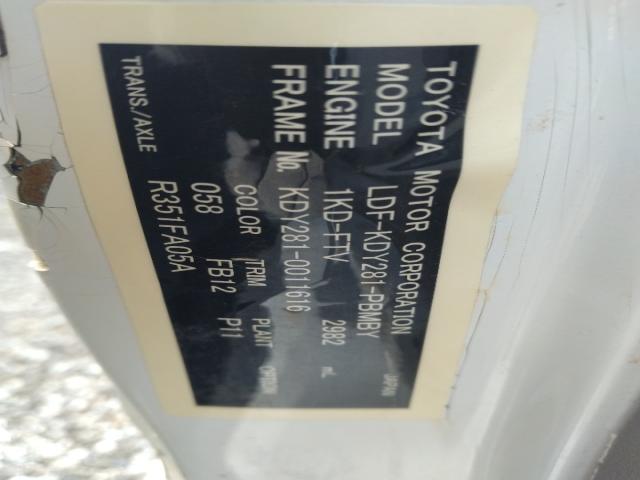 TOYOTA MOTOR CORPORATION JAPAN
MODEL LDF-KDY281-PBMBY
ENGINE 1KD-FTV 2982 mL
FRAME No. KDY281-0011616
COLOR TRIM PLANT
058 FB12 P11
TRANS./AXLE R351FA05A